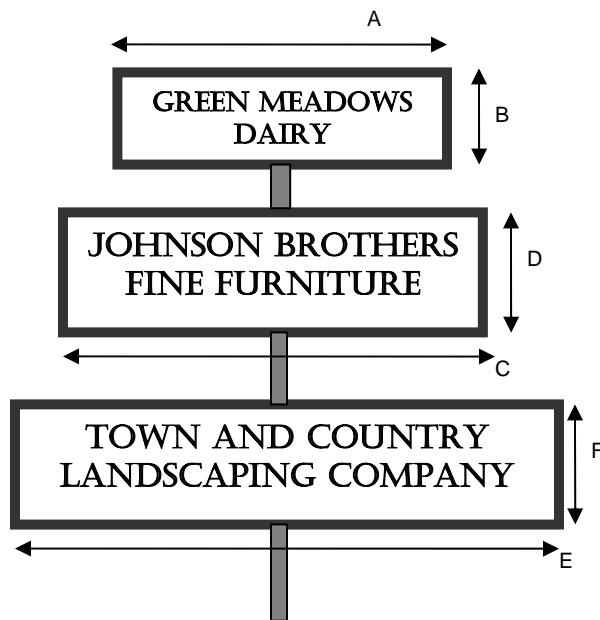 A
GREEN MEADOWS
DAIRY
B
JOHNSON BROTHERS
FINE FURNITURE
D
C
TOWN AND COUNTRY
LANDSCAPING COMPANY
F
E